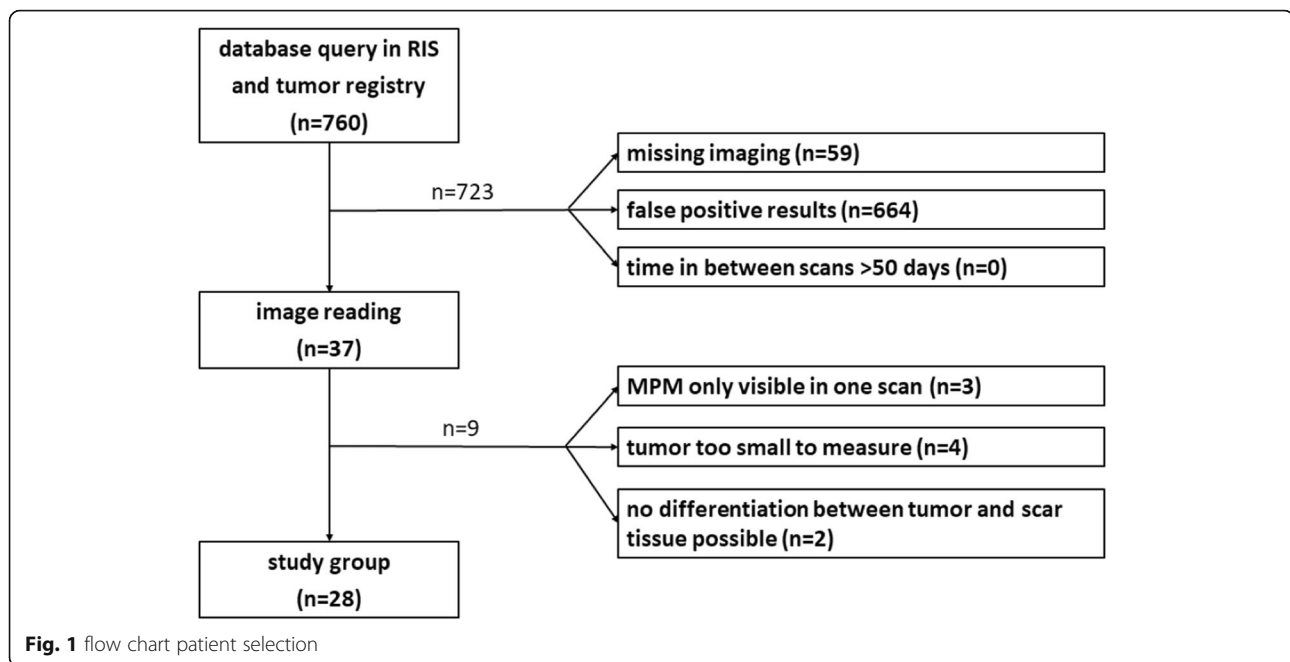 database query in RIS
and tumor registry
(n=760)
n=723
missing imaging (n=59)
false positive results (n=664)
time in between scans >50 days (n=0)
image reading
(n=37)
n=9
MPM only visible in one scan (n=3)
tumor too small to measure (n=4)
no differentiation between tumor and scar
tissue possible (n=2)
study group
(n=28)
Fig. 1 flow chart patient selection